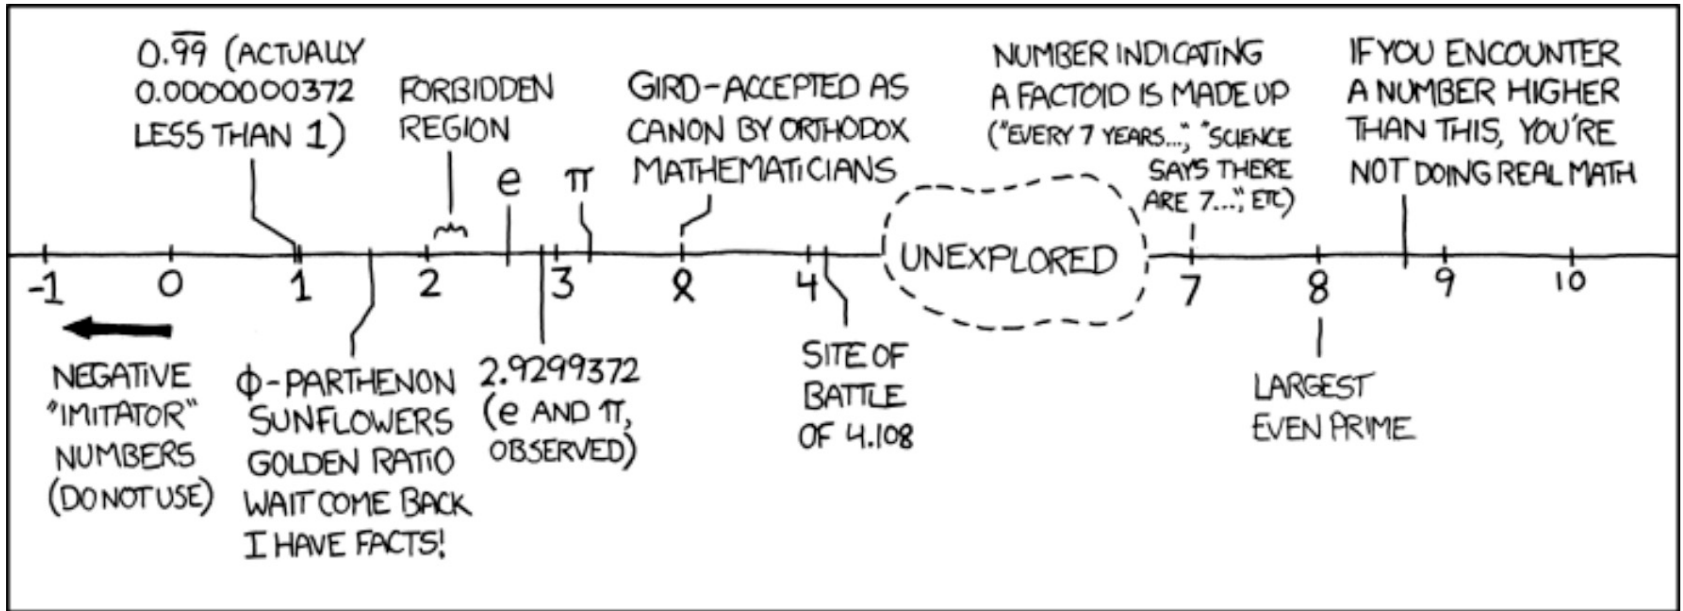 0.9̅9̅ (ACTUALLY
0.0000000372
LESS THAN 1)
FORBIDDEN
REGION
e
π
GIRD-ACCEPTED AS
CANON BY ORTHODOX
MATHEMATICIANS
NUMBER INDICATING
A FACTOID IS MADE UP
("EVERY 7 YEARS...", "SCIENCE
SAYS THERE
ARE 7...", ETC)
IF YOU ENCOUNTER
A NUMBER HIGHER
THAN THIS, YOU'RE
NOT DOING REAL MATH
UNEXPLORED
-1 0 1 2 3 4 7 8 9 10
NEGATIVE
"IMITATOR"
NUMBERS
(DO NOT USE)
Φ-PARTHENON
SUNFLOWERS
GOLDEN RATIO
WAIT COME BACK
I HAVE FACTS!
2.9299372
(e AND π,
OBSERVED)
SITE OF
BATTLE
OF 4.108
LARGEST
EVEN PRIME